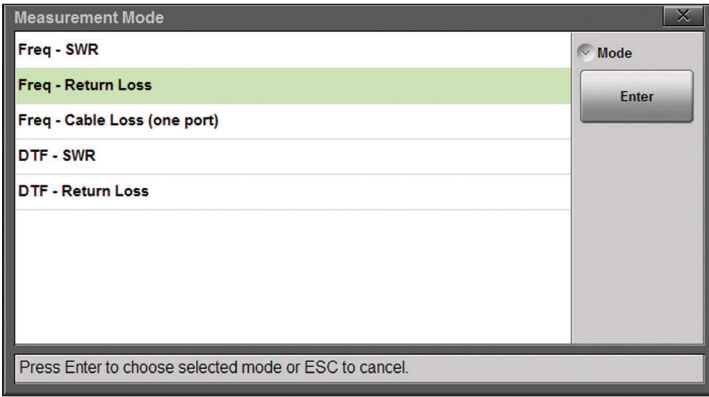 Measurement Mode
Freq - SWR
Freq - Return Loss
Freq - Cable Loss (one port)
DTF - SWR
DTF - Return Loss
Mode
Enter
Press Enter to choose selected mode or ESC to cancel.